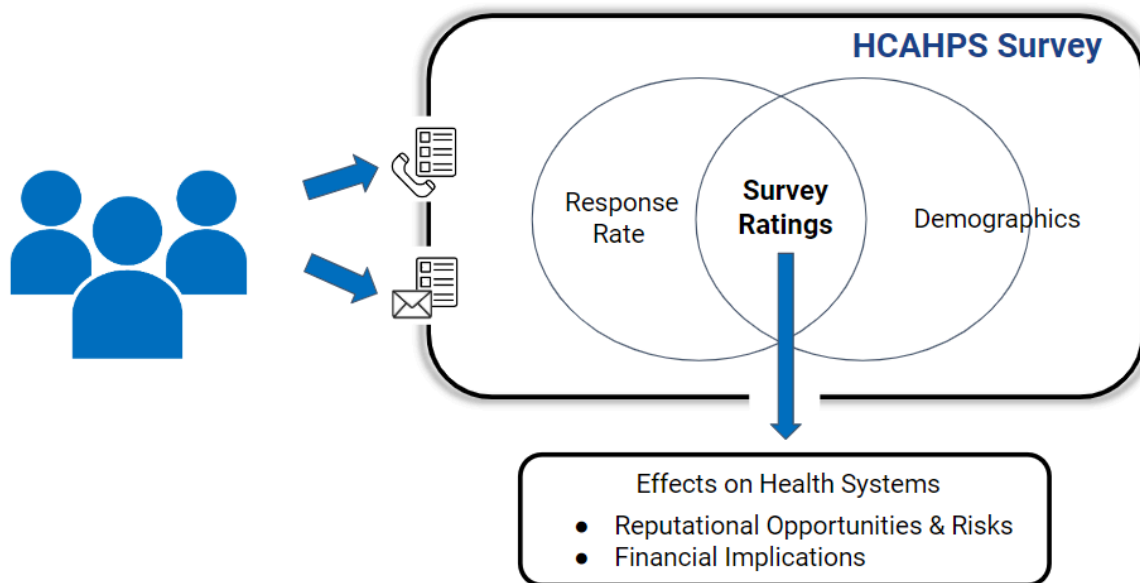 HCAHPS Survey
Response
Rate
Survey
Ratings
Demographics
Effects on Health Systems
● Reputational Opportunities & Risks
● Financial Implications